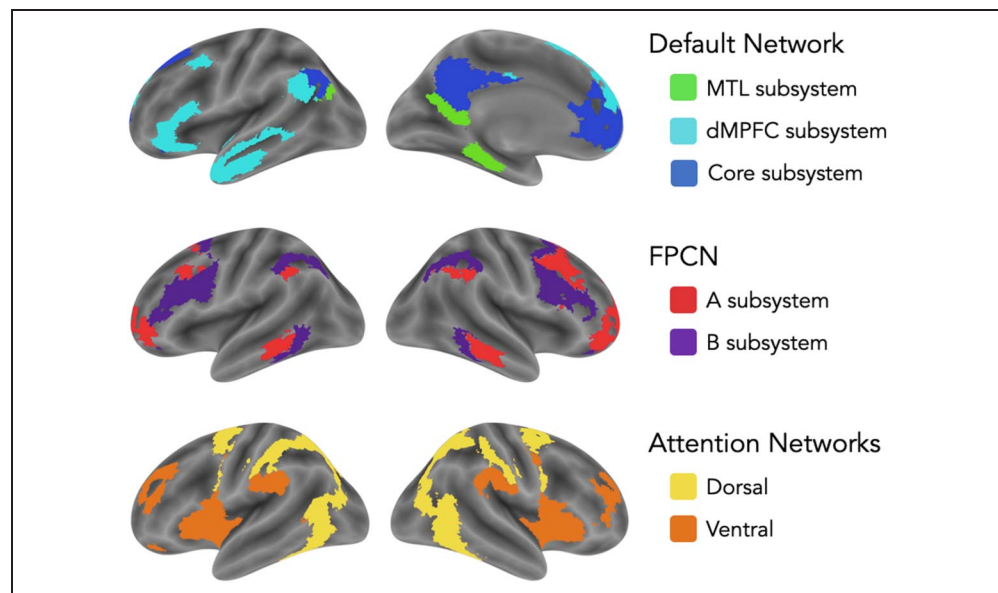 Default Network
MTL subsystem
dMPFC subsystem
Core subsystem
FPCN
A subsystem
B subsystem
Attention Networks
Dorsal
Ventral